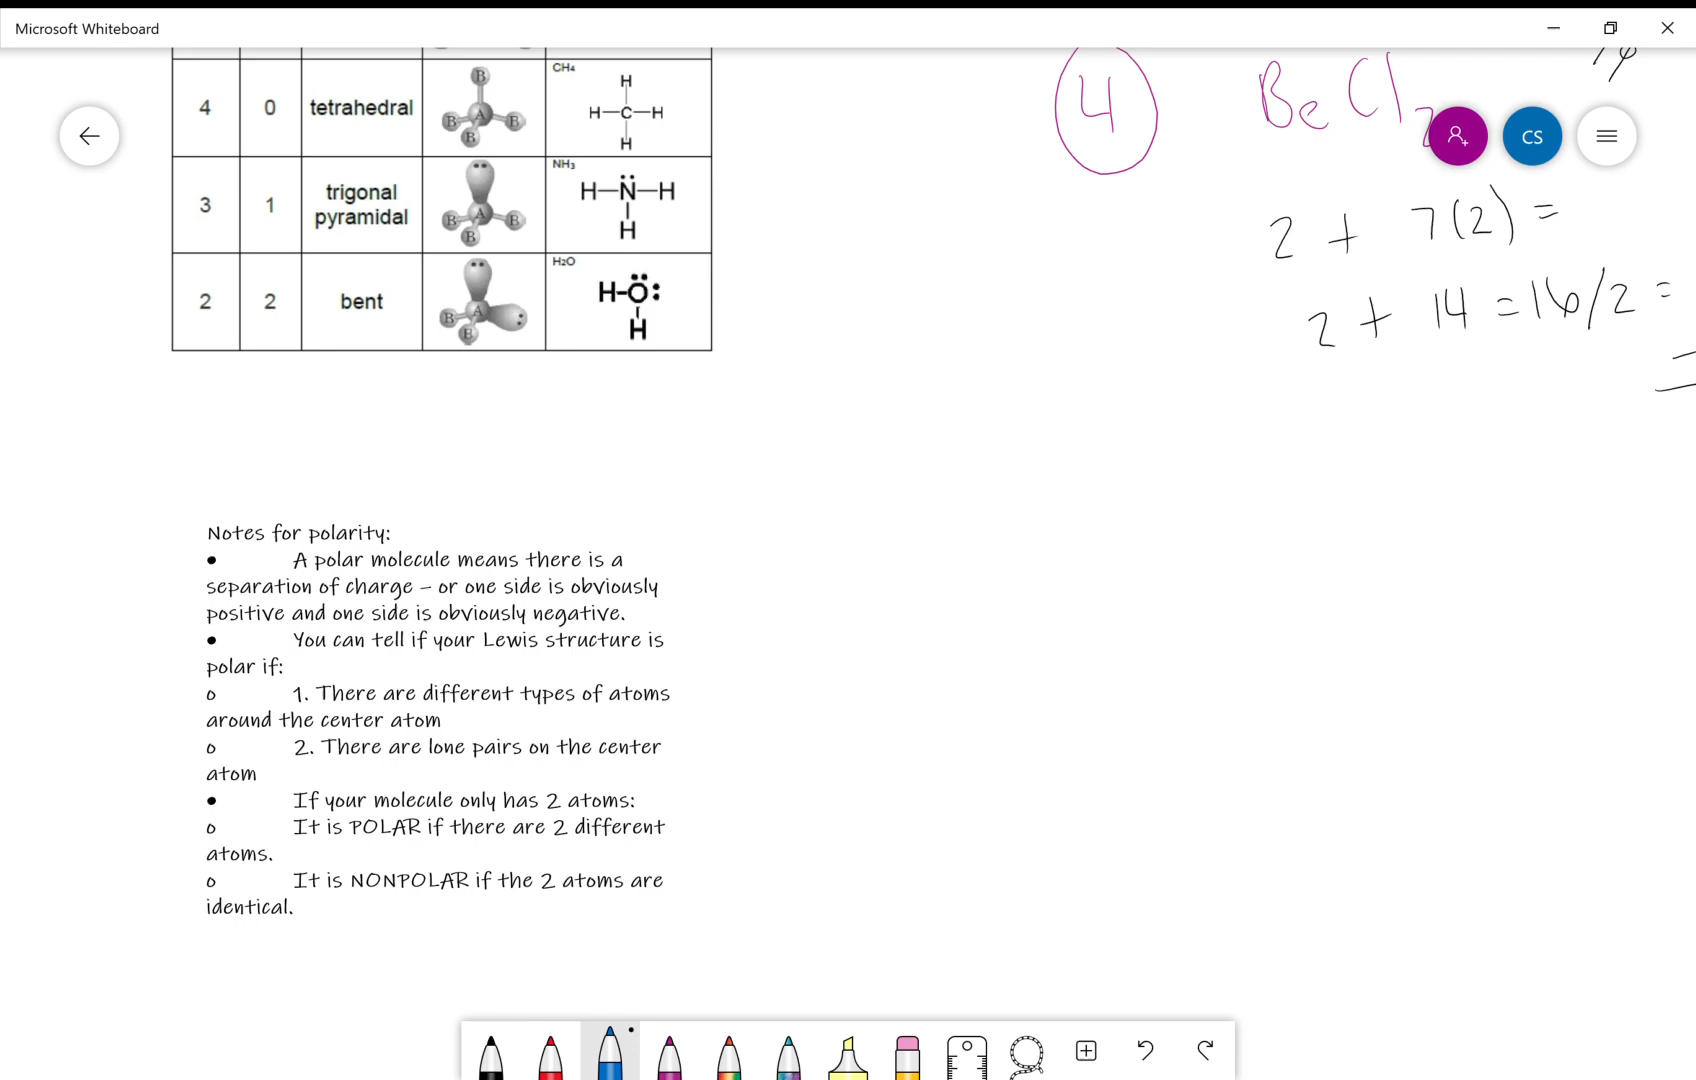 Microsoft Whiteboard
4 0 tetrahedral B A B B B CH₄ H
H—C—H
H
3 1 trigonal pyramidal A B B B NH₃ H—N̈—H
H
2 2 bent A B B H₂O H-Ö:
H
4 BeCl₂
CS
2 + 7(2) =
2 + 14 = 16/2 =
Notes for polarity:
• A polar molecule means there is a
separation of charge – or one side is obviously
positive and one side is obviously negative.
• You can tell if your Lewis structure is
polar if:
o 1. There are different types of atoms
around the center atom
o 2. There are lone pairs on the center
atom
• If your molecule only has 2 atoms:
o It is POLAR if there are 2 different
atoms.
o It is NONPOLAR if the 2 atoms are
identical.